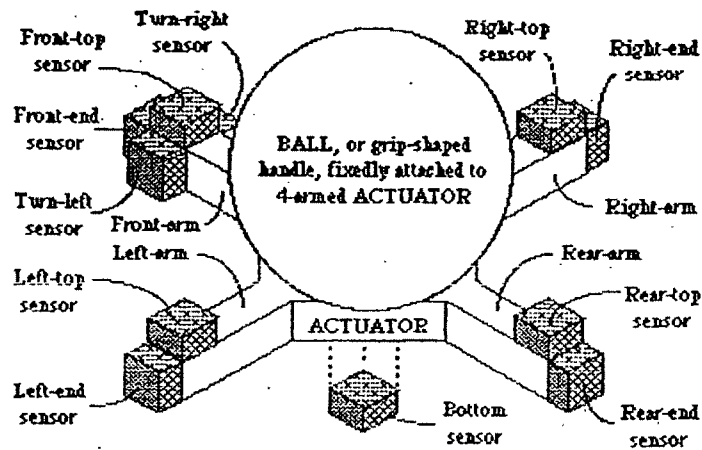 Turn-right
sensor
Front-top
sensor
Right-top
sensor
Right-end
sensor
Front-end
sensor
BALL, or grip-shaped
handle, fixedly attached to
4-armed ACTUATOR
Turn-left
sensor
Front-arm
Right-arm
Left-arm
Rear-arm
Left-top
sensor
Rear-top
sensor
ACTUATOR
Left-end
sensor
Bottom
sensor
Rear-end
sensor